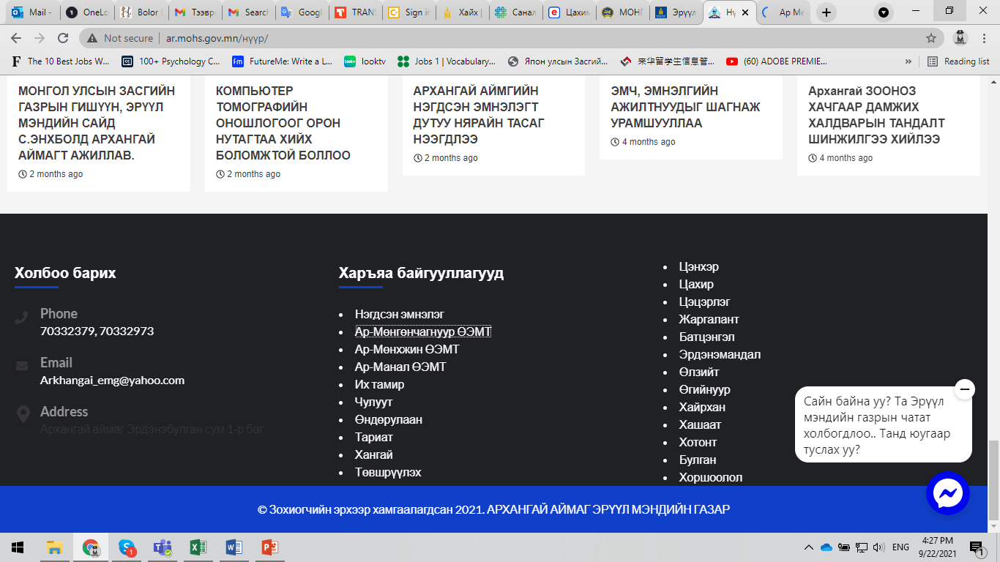 Mail -
OneLo
Bolor
Тээвр
Search
Googl
TRANS
Sign in
Хайх |
Санал
Цахим
МОНГ
Эрүүл
Нү
Ар Ме
Not secure
ar.mohs.gov.mn/нүүр/
The 10 Best Jobs W...
100+ Psychology C...
FutureMe: Write a L...
looktv
Jobs 1 | Vocabulary...
Япон улсын Засгий...
来华留学生信息管...
(60) ADOBE PREMIE...
»
Reading list
МОНГОЛ УЛСЫН ЗАСГИЙН
ГАЗРЫН ГИШҮҮН, ЭРҮҮЛ
МЭНДИЙН САЙД
С.ЭНХБОЛД АРХАНГАЙ
АЙМАГТ АЖИЛЛАВ.
2 months ago
КОМПЬЮТЕР
ТОМОГРАФИЙН
ОНОШЛОГООГ ОРОН
НУТАГТАА ХИЙХ
БОЛОМЖТОЙ БОЛЛОО
2 months ago
АРХАНГАЙ АЙМГИЙН
НЭГДСЭН ЭМНЭЛЭГТ
ДУТУУ НЯРАЙН ТАСАГ
НЭЭГДЛЭЭ
2 months ago
ЭМЧ, ЭМНЭЛГИЙН
АЖИЛТНУУДЫГ ШАГНАЖ
УРАМШУУЛЛАА
4 months ago
Архангай ЗООНОЗ
ХАЧГААР ДАМЖИХ
ХАЛДВАРЫН ТАНДАЛТ
ШИНЖИЛГЭЭ ХИЙЛЭЭ
4 months ago
Холбоо барих
Phone
70332379, 70332973
Email
Arkhangai_emg@yahoo.com
Address
Архангай аймаг Эрдэнэбулган сум 1-р баг
Харъяа байгууллагууд
Нэгдсэн эмнэлэг
Ар-Мөнгөнчагнуур ӨЭМТ
Ар-Мөнхжин ӨЭМТ
Ар-Манал ӨЭМТ
Их тамир
Чулуут
Өндөрулаан
Тариат
Хангай
Төвшрүүлэх
Цэнхэр
Цахир
Цэцэрлэг
Жаргалант
Батцэнгэл
Эрдэнэмандал
Өлзийт
Өгийнуур
Хайрхан
Хашаат
Хотонт
Булган
Хоршоолол
Сайн байна уу? Та Эрүүл
мэндийн газрын чатат
холбогдлоо.. Танд юугаар
туслах уу?
© Зохиогчийн эрхээр хамгаалагдсан 2021. АРХАНГАЙ АЙМАГ ЭРҮҮЛ МЭНДИЙН ГАЗАР
ENG
4:27 PM
9/22/2021